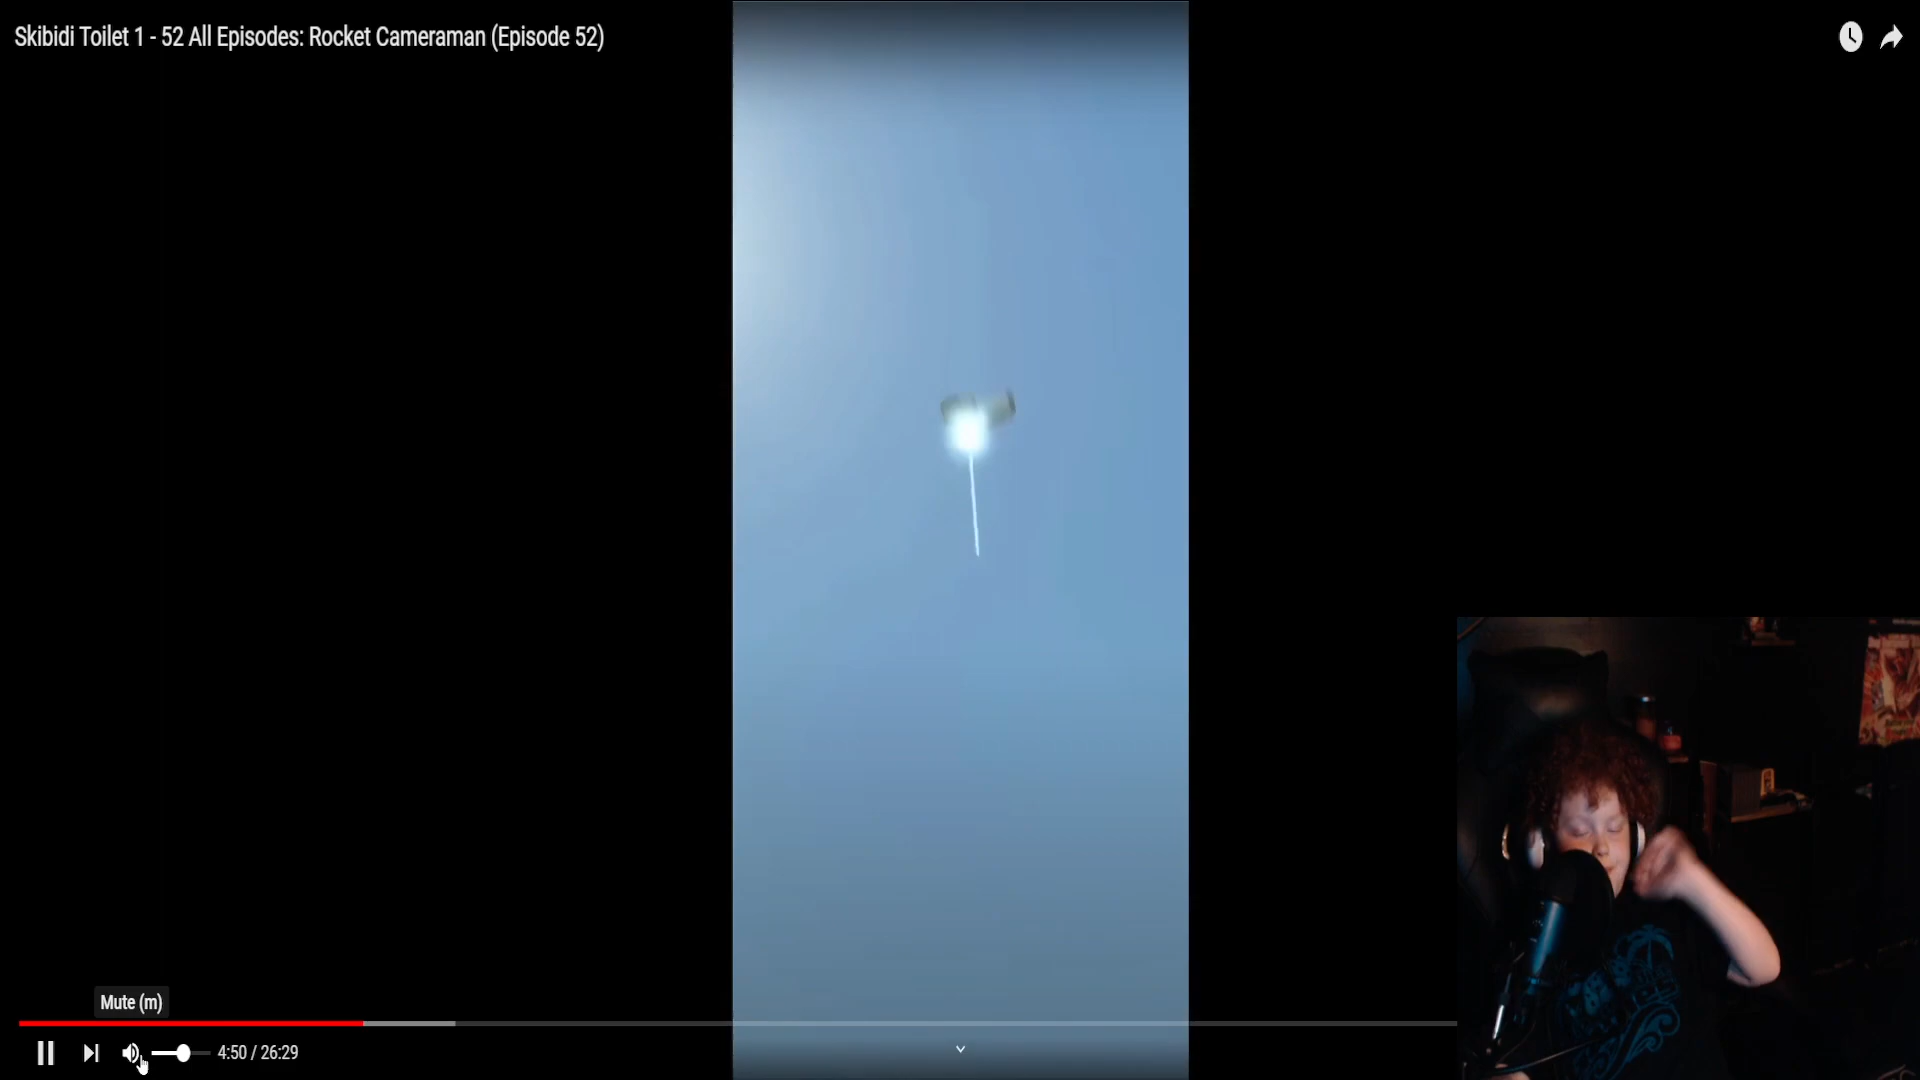 Skibidi Toilet 1 - 52 All Episodes: Rocket Cameraman (Episode 52)
Mute (m)
4:50 / 26:29